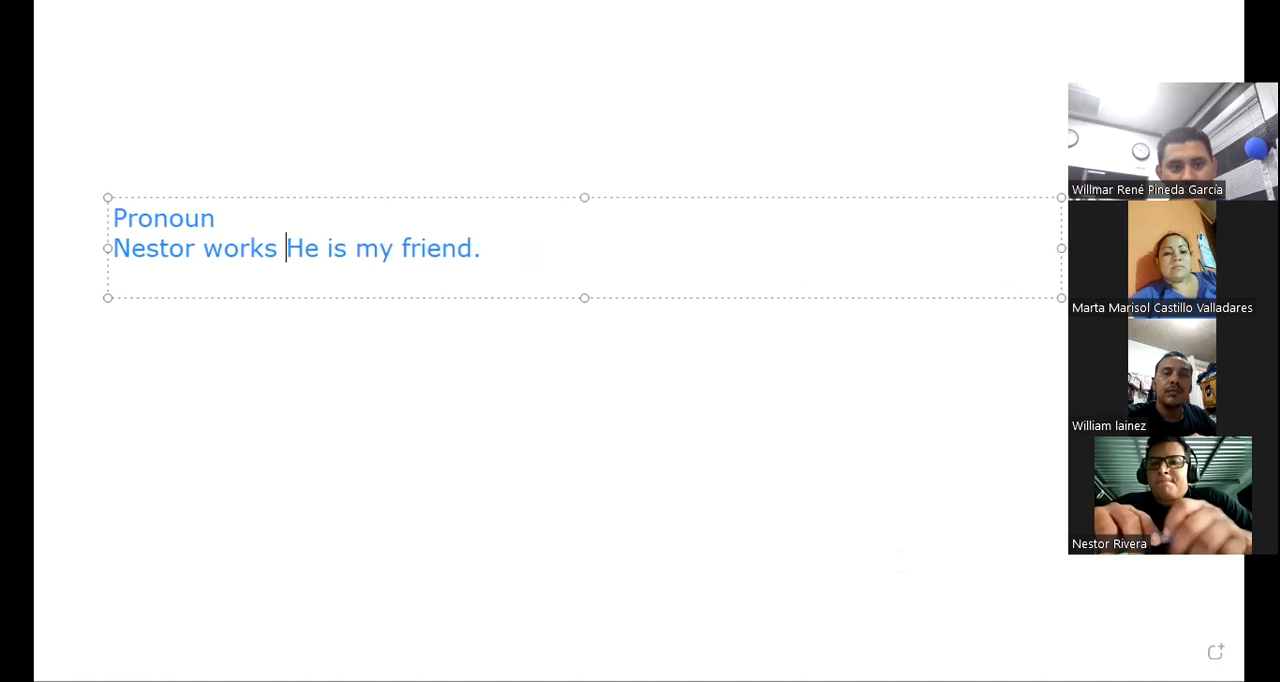 Pronoun
Nestor works He is my friend.
Willmar René Pineda García
Marta Marisol Castillo Valladares
William lainez
Nestor Rivera